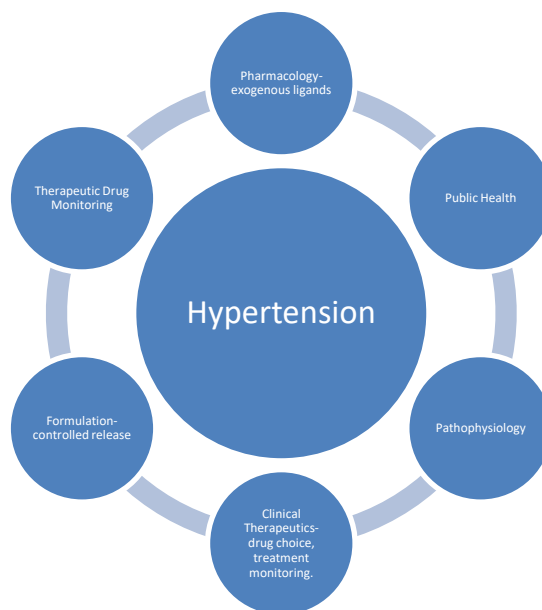 Pharmacology-
exogenous ligands
Therapeutic Drug
Monitoring
Public Health
Hypertension
Formulation-
controlled release
Pathophysiology
Clinical
Therapeutics-
drug choice,
treatment
monitoring.